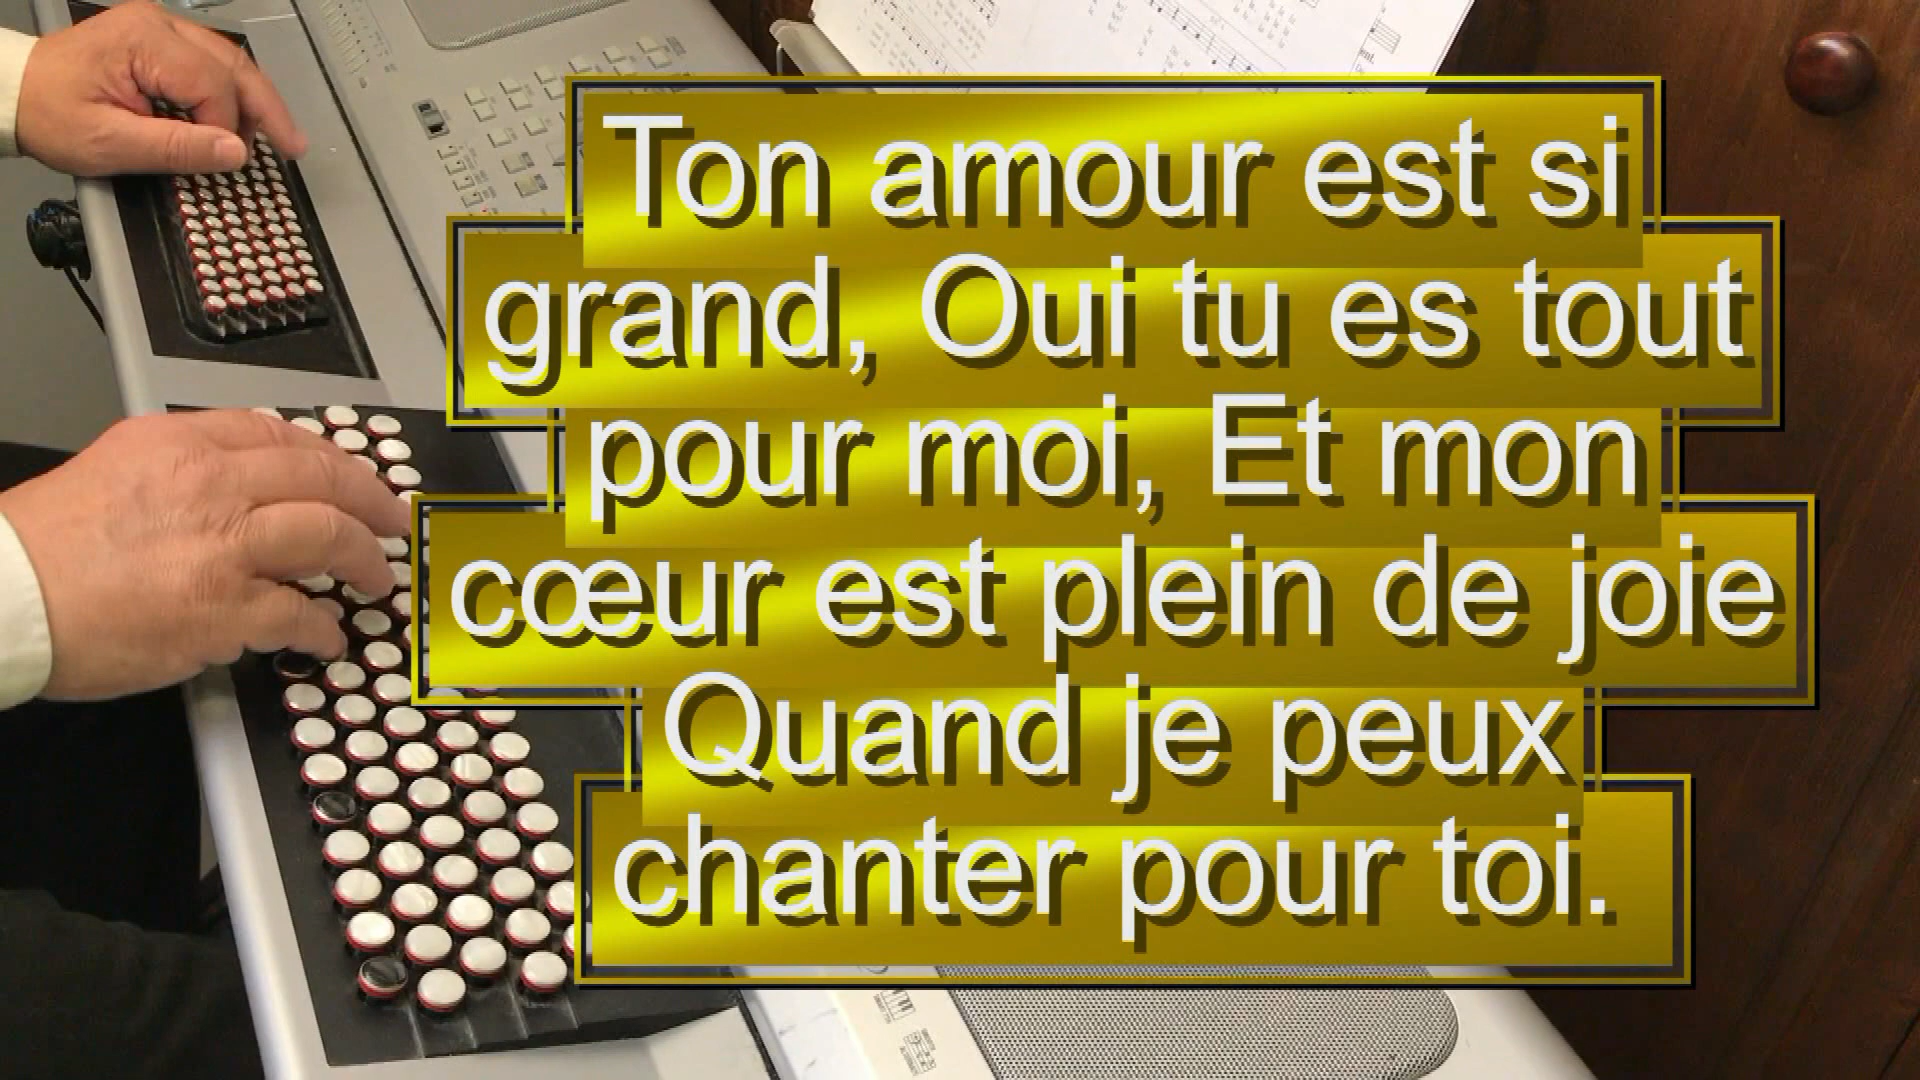 Ton amour est si
grand, Oui tu es tout
pour moi, Et mon
cœur est plein de joie
Quand je peux
chanter pour toi.